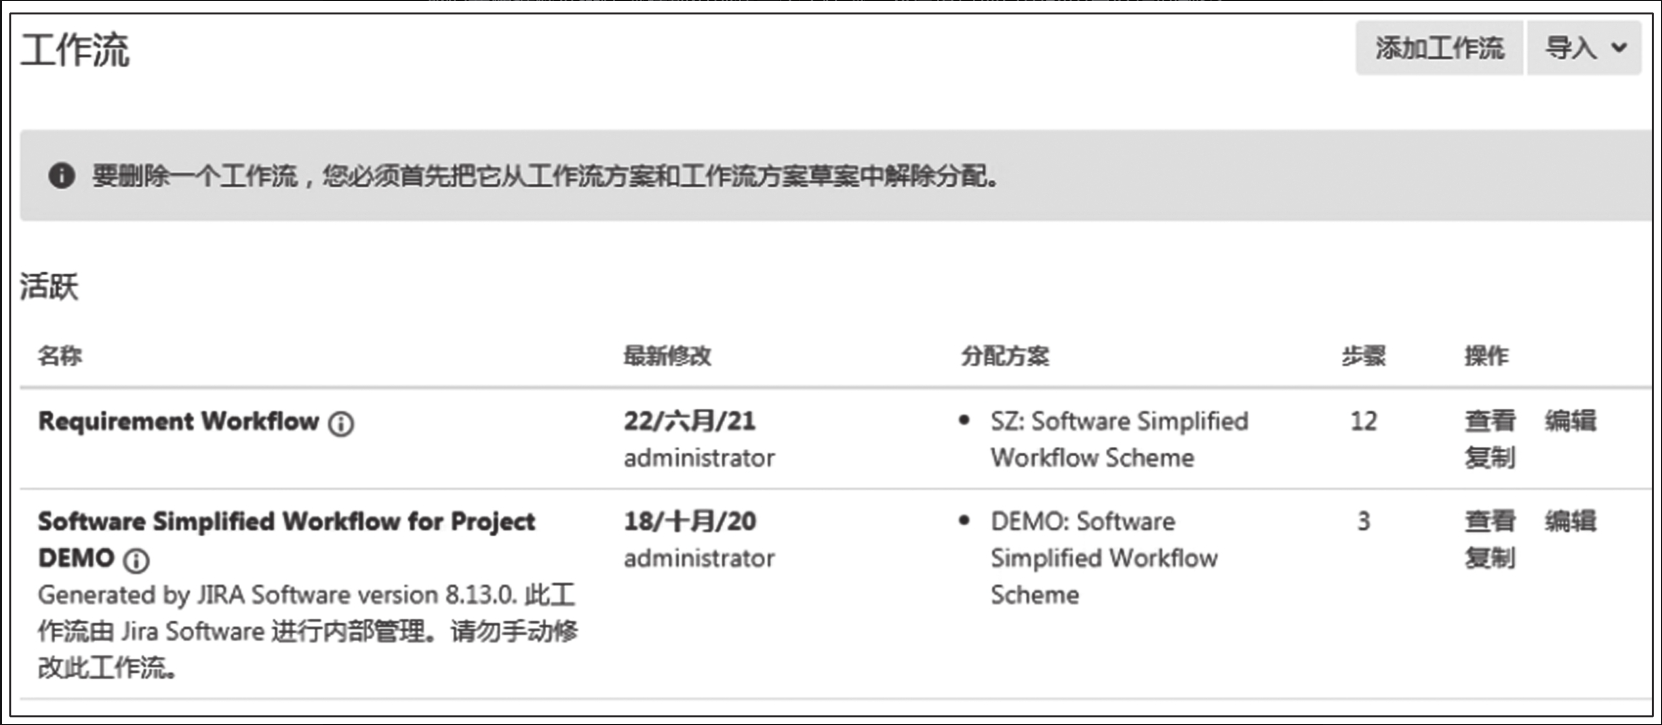 工作流
添加工作流 导入
要删除一个工作流，您必须首先把它从工作流方案和工作流方案草案中解除分配。
活跃
名称 最新修改 分配方案 步骤 操作
Requirement Workflow 22/六月/21 • SZ: Software Simplified 12 查看 编辑
administrator Workflow Scheme 复制
Software Simplified Workflow for Project 18/十月/20 • DEMO: Software 3 查看 编辑
DEMO administrator Simplified Workflow 复制
Generated by JIRA Software version 8.13.0. 此工 Scheme
作流由 Jira Software 进行内部管理。请勿手动修
改此工作流。